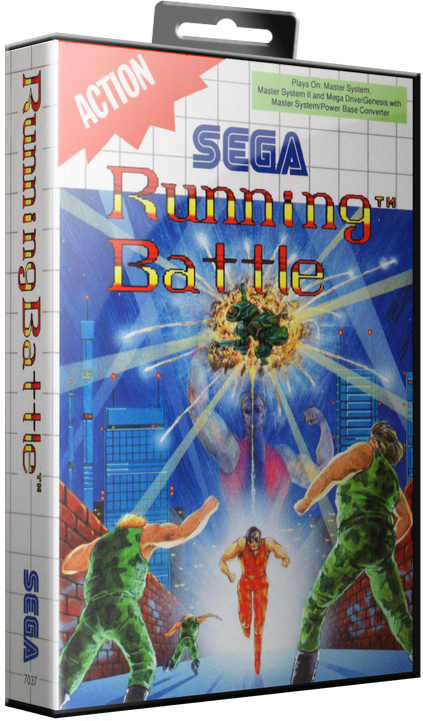 ACTION
Plays On: Master System,
Master System II and Mega Drive/Genesis with
Master System/Power Base Converter
SEGA
Running™
Battle
Running Battle™
SEGA
7037